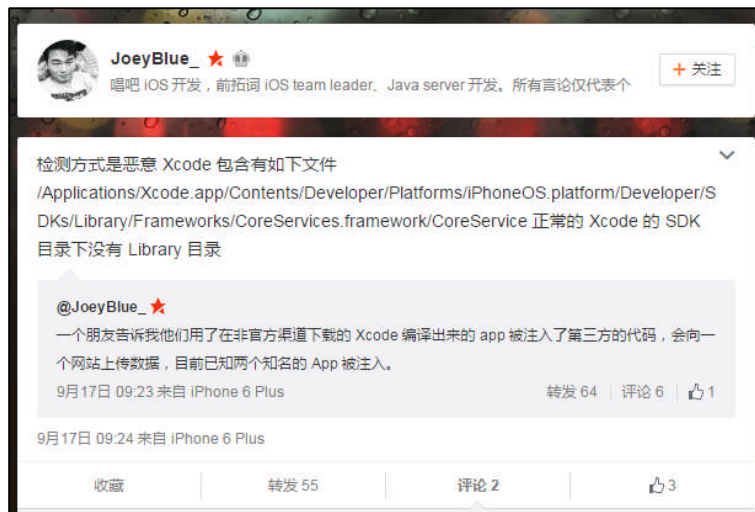 JoeyBlue_
唱吧 iOS 开发，前拓词 iOS team leader、Java server 开发。所有言论仅代表个
+ 关注
检测方式是恶意 Xcode 包含有如下文件
/Applications/Xcode.app/Contents/Developer/Platforms/iPhoneOS.platform/Developer/S
DKs/Library/Frameworks/CoreServices.framework/CoreService 正常的 Xcode 的 SDK
目录下没有 Library 目录
@JoeyBlue_
一个朋友告诉我他们用了在非官方渠道下载的 Xcode 编译出来的 app 被注入了第三方的代码，会向一
个网站上传数据，目前已知两个知名的 App 被注入。
9月17日 09:23 来自 iPhone 6 Plus 转发 64 评论 6 1
9月17日 09:24 来自 iPhone 6 Plus
收藏 转发 55 评论 2 3